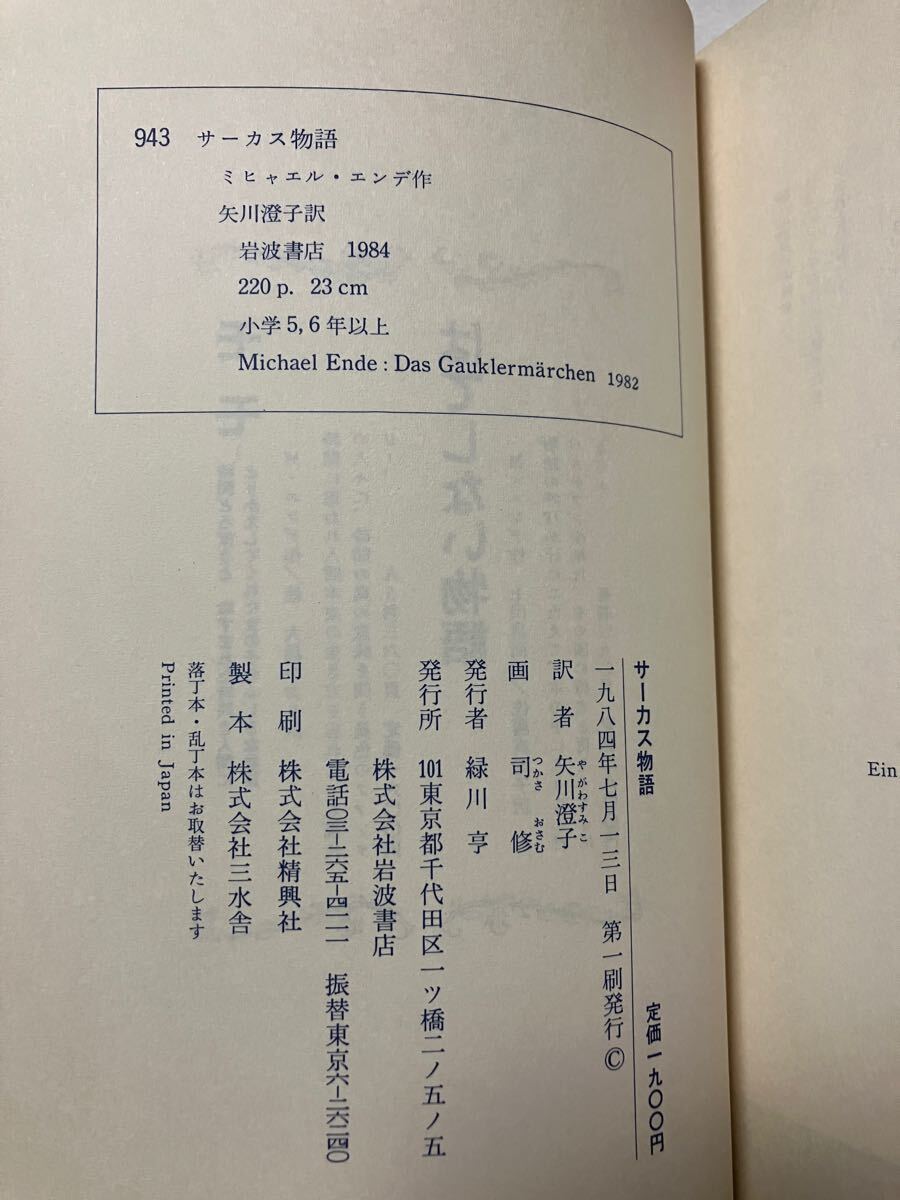 943 サーカス物語
ミヒャエル・エンデ作
矢川澄子訳
岩波書店 1984
220 p. 23 cm
小学5,6年以上
Michael Ende : Das Gauklermärchen 1982
サーカス物語
定価一九〇〇円
一九八四年七月一三日 第一刷発行 ©
訳者 矢川澄子
やがわすみこ
画 司修
つかさ おさむ
発行者 緑川亨
発行所 101 東京都千代田区一ツ橋二ノ五ノ五
株式会社岩波書店
電話〇三-二六五-四一一一 振替東京六-二六二四〇
印刷 株式会社精興社
製本 株式会社三水舎
落丁本・乱丁本はお取替いたします
Printed in Japan
Ein